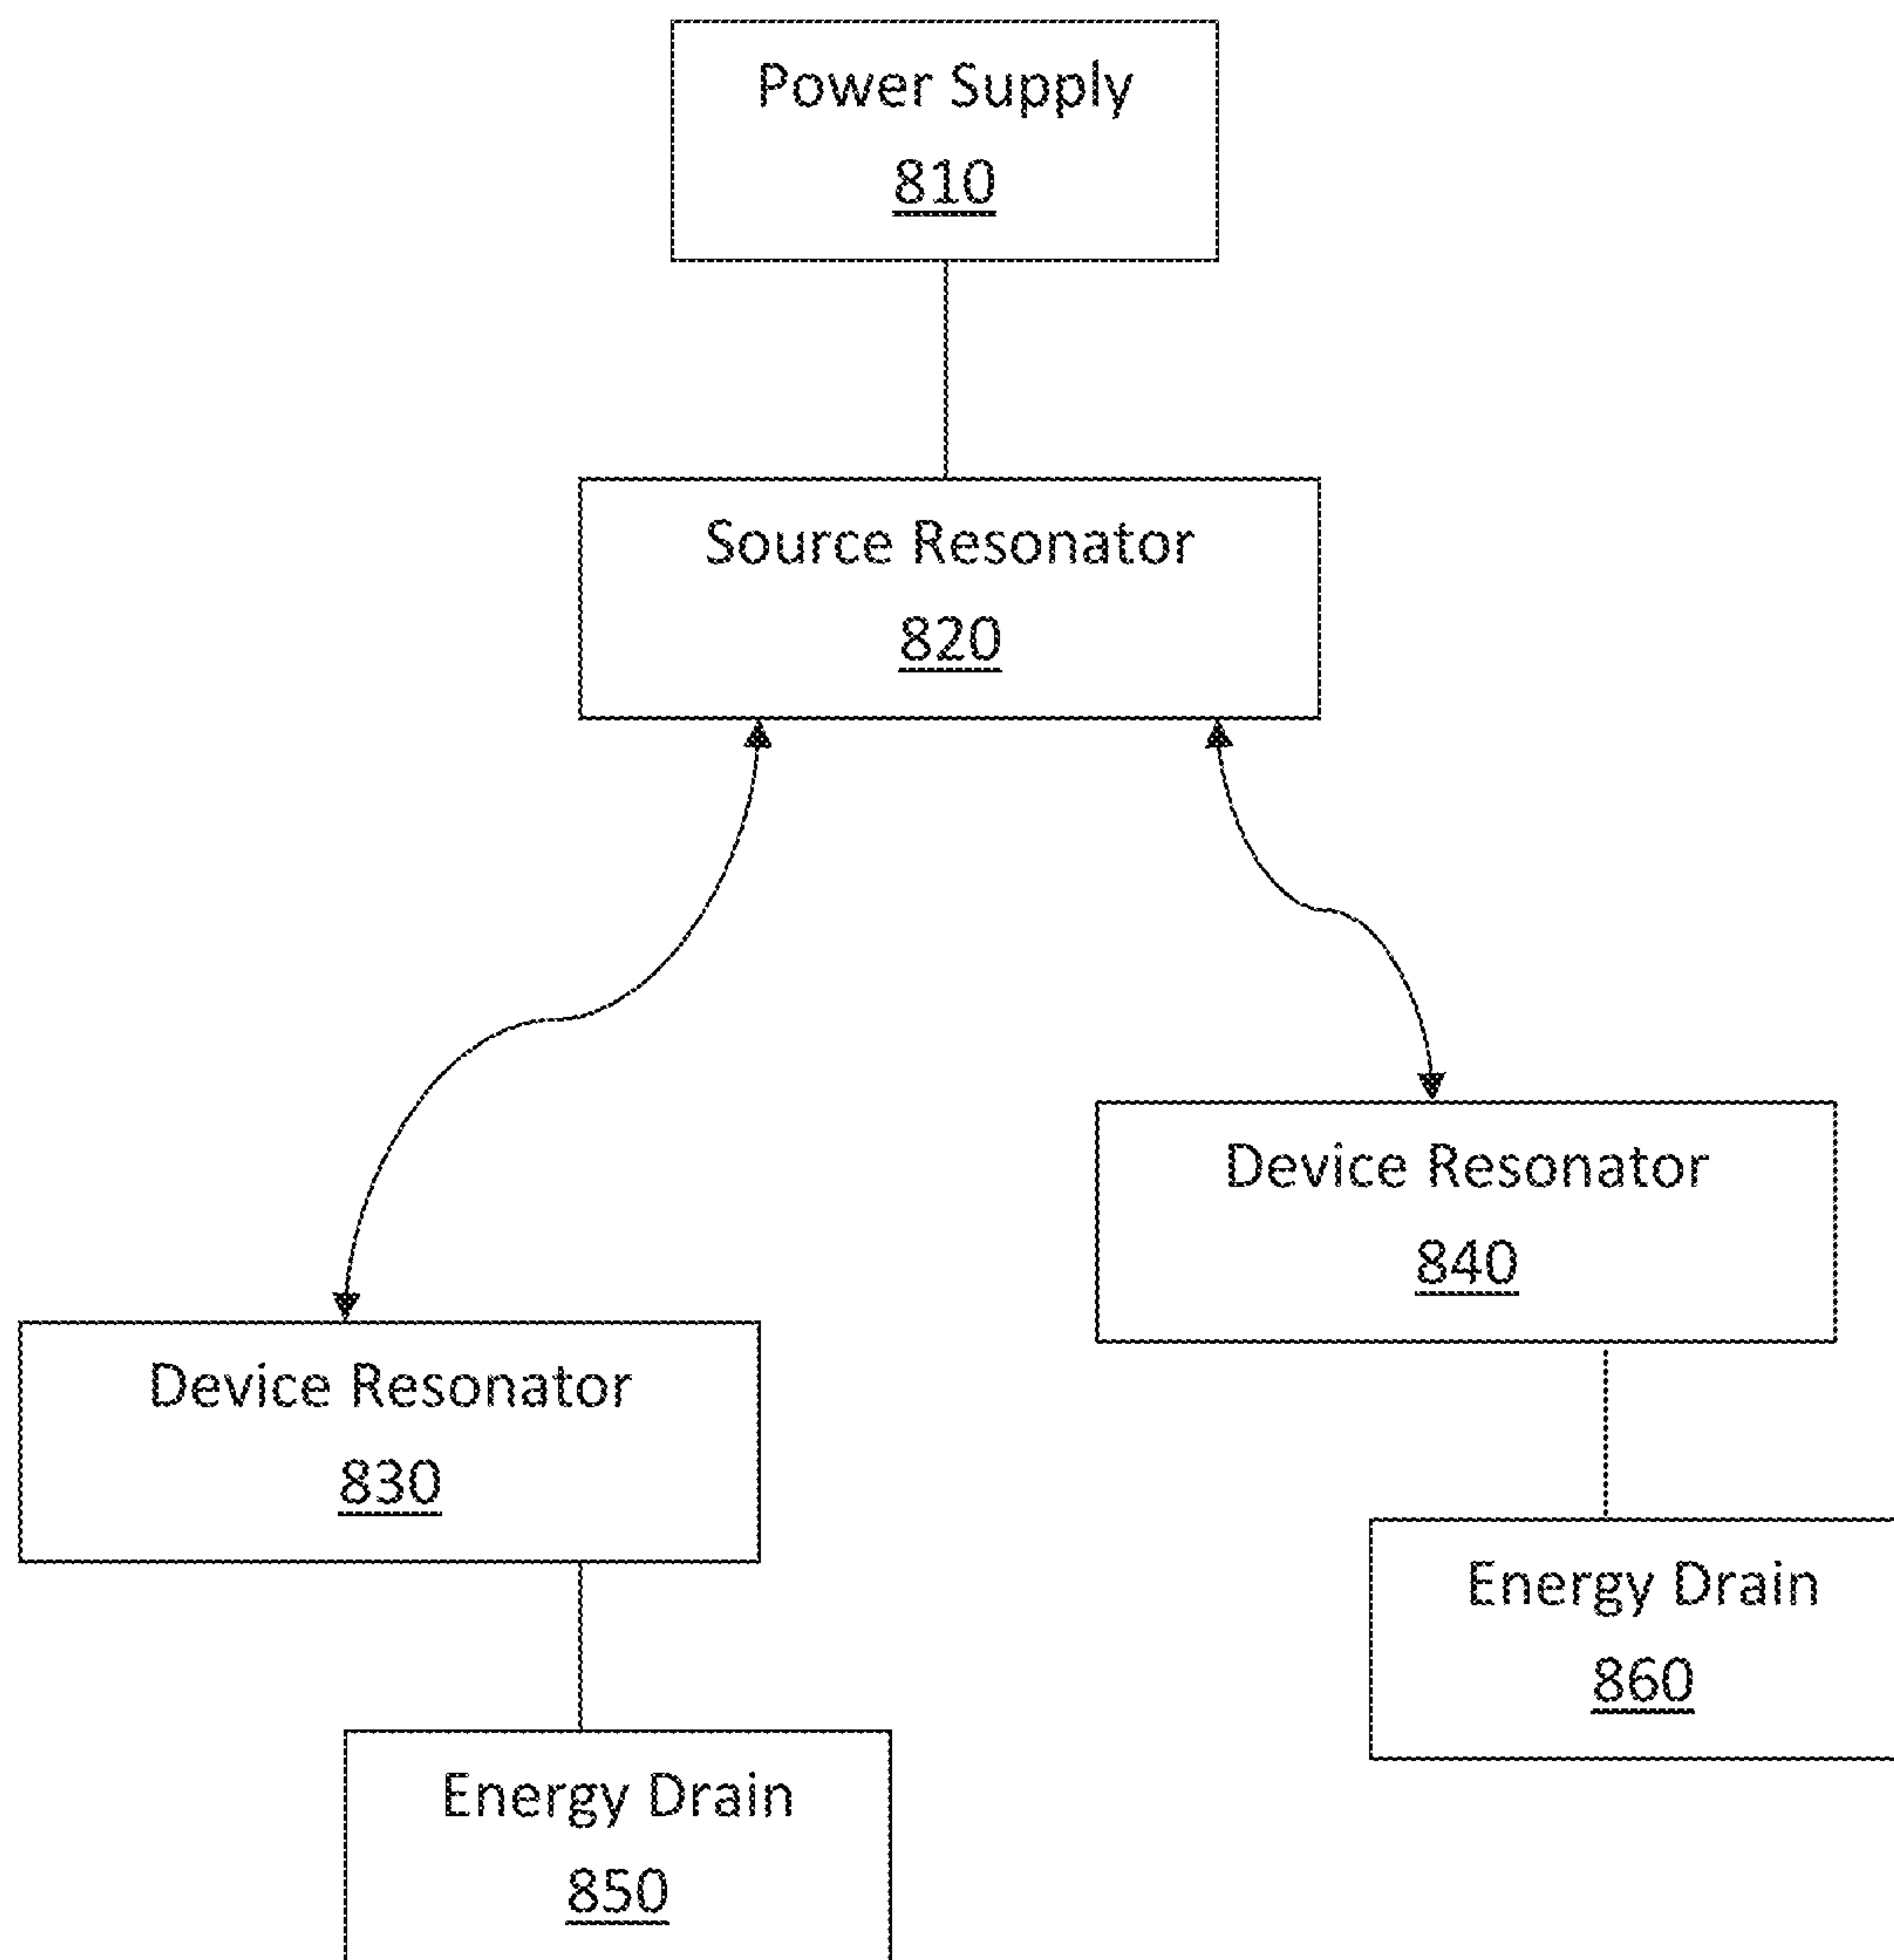 Power Supply
810
Source Resonator
820
Device Resonator
840
Device Resonator
830
Energy Drain
860
Energy Drain
850